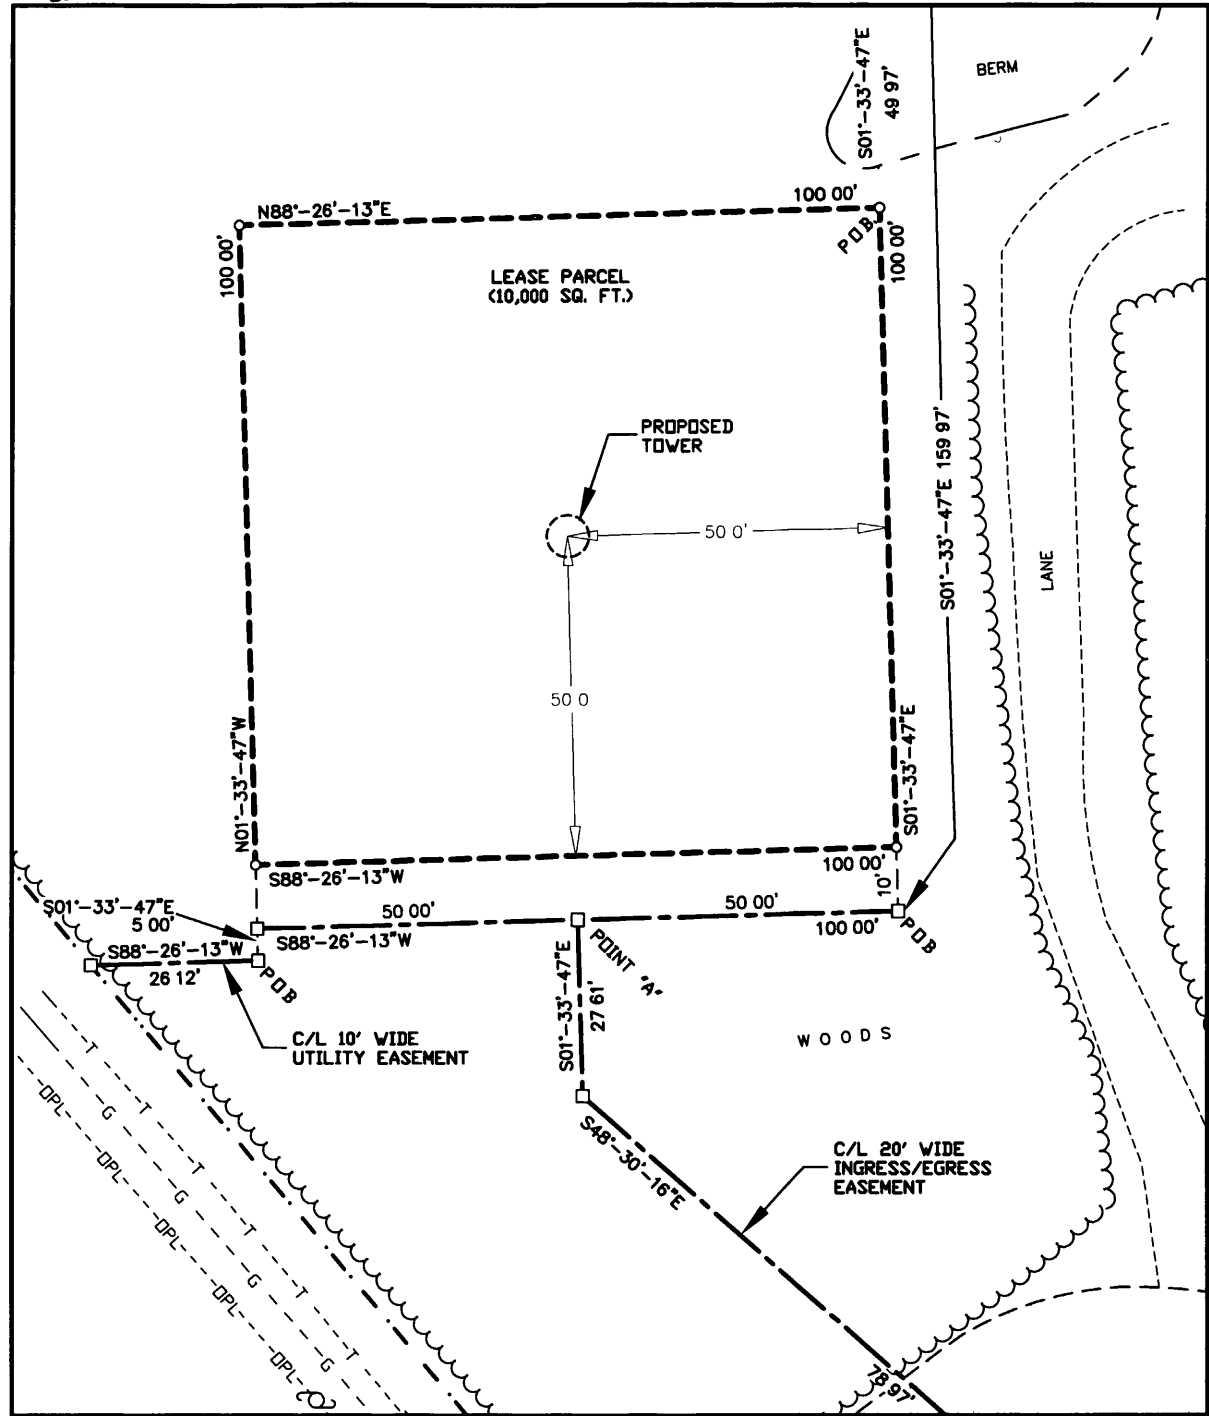 S01°-33'-47"E
49 97'
BERM
N88°-26'-13"E
100 00'
P.O.B.
100 00'
100 00'
LEASE PARCEL
(10,000 SQ. FT.)
PROPOSED
TOWER
50 0'
S01°-33'-47"E 159 97'
LANE
50 0
N01°-33'-47"W
S01°-33'-47"E
S88°-26'-13"W
100 00'
10'
S01°-33'-47"E
5 00'
50 00'
50 00'
S88°-26'-13"W
100 00'
P.O.B
S88°-26'-13"W
26 12'
P.O.B
POINT "A"
S01°-33'-47"E
27 61'
C/L 10' WIDE
UTILITY EASEMENT
WOODS
S48°-30'-16"E
C/L 20' WIDE
INGRESS/EGRESS
EASEMENT
78 97'
T
T
T
T
T
G
G
G
G
OPL
OPL
OPL
OPL
OPL